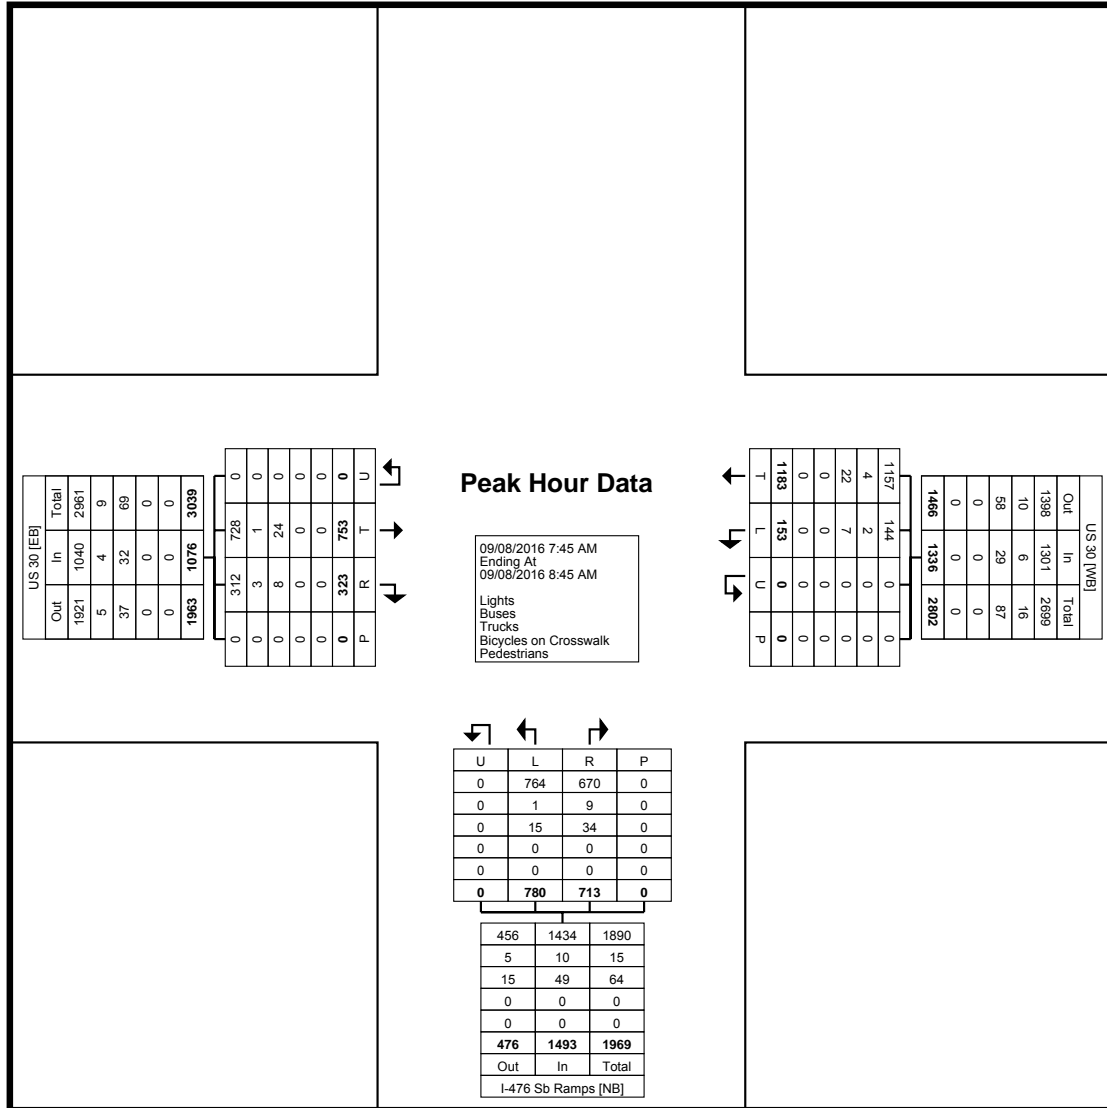 Peak Hour Data
09/08/2016 7:45 AM
Ending At
09/08/2016 8:45 AM
Lights
Buses
Trucks
Bicycles on Crosswalk
Pedestrians
US 30 [EB]
Total 2961 9 69 0 0 3039
In 1040 4 32 0 0 1076
Out 1921 5 37 0 0 1963
0 0 0 0 0 0 U
728 1 24 0 0 753 T
312 3 8 0 0 323 R
0 0 0 0 0 0 P
T 1183 0 0 22 4 1157
L 153 0 0 7 2 144
U 0 0 0 0 0 0
P 0 0 0 0 0 0
US 30 [WB]
Out 1398 10 58 0 0 1466
In 1301 6 29 0 0 1336
Total 2699 16 87 0 0 2802
U L R P
0 764 670 0
0 1 9 0
0 15 34 0
0 0 0 0
0 0 0 0
0 780 713 0
456 1434 1890
5 10 15
15 49 64
0 0 0
0 0 0
476 1493 1969
Out In Total
I-476 Sb Ramps [NB]